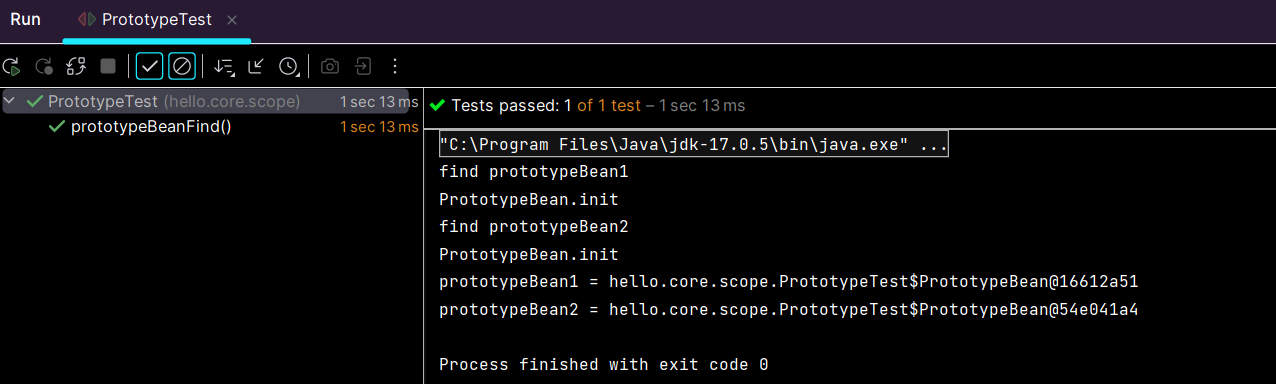 Run PrototypeTest
PrototypeTest (hello.core.scope) 1 sec 13 ms
prototypeBeanFind() 1 sec 13 ms
Tests passed: 1 of 1 test – 1 sec 13 ms
"C:\Program Files\Java\jdk-17.0.5\bin\java.exe" ...
find prototypeBean1
PrototypeBean.init
find prototypeBean2
PrototypeBean.init
prototypeBean1 = hello.core.scope.PrototypeTest$PrototypeBean@16612a51
prototypeBean2 = hello.core.scope.PrototypeTest$PrototypeBean@54e041a4
Process finished with exit code 0